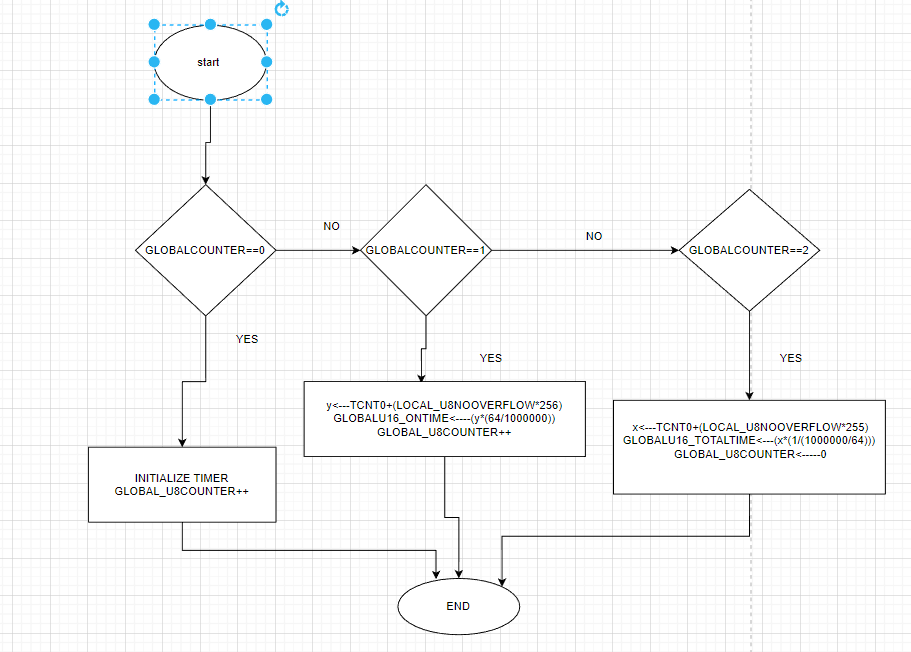 start
GLOBALCOUNTER==0
NO
GLOBALCOUNTER==1
NO
GLOBALCOUNTER==2
YES
YES
YES
y<---TCNT0+(LOCAL_U8NOOVERFLOW*256)
GLOBALU16_ONTIME<----(y*(64/1000000))
GLOBAL_U8COUNTER++
x<---TCNT0+(LOCAL_U8NOOVERFLOW*255)
GLOBALU16_TOTALTIME<---(x*(1/(1000000/64)))
GLOBAL_U8COUNTER<-----0
INITIALIZE TIMER
GLOBAL_U8COUNTER++
END